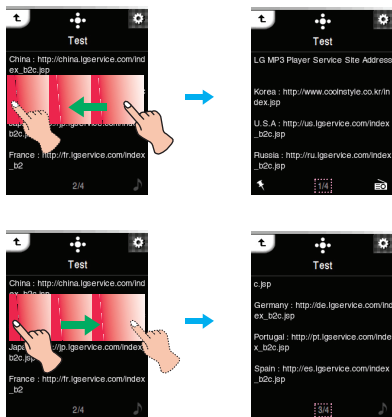 Test
China : http://china.lgservice.com/ind
ex_b2c.jsp
b2c.jsp
France : http://fr.lgservice.com/index
_b2
2/4
Test
LG MP3 Player Service Site Address
Korea : http://www.coolnstyle.co.kr/in
dex.jsp
U.S.A : http://us.lgservice.com/index
_b2c.jsp
Russia : http://ru.lgservice.com/index
_b2c.jsp
1/4
Test
China : http://china.lgservice.com/ind
ex_b2c.jsp
Japan : http://jp.lgservice.com/index
b2c.jsp
France : http://fr.lgservice.com/index
_b2
2/4
Test
c.jsp
Germany : http://de.lgservice.com/ind
ex_b2c.jsp
Portugal : http://pt.lgservice.com/inde
x_b2c.jsp
Spain : http://es.lgservice.com/index
_b2c.jsp
3/4